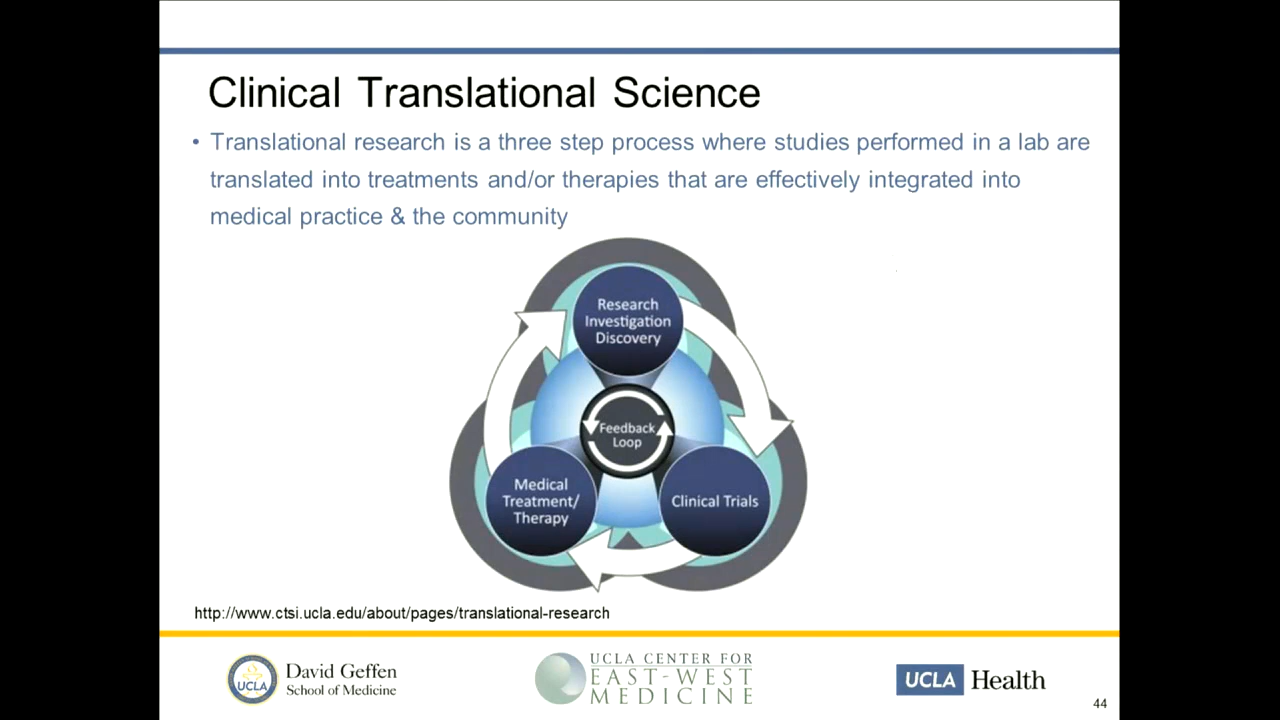 Clinical Translational Science
• Translational research is a three step process where studies performed in a lab are
translated into treatments and/or therapies that are effectively integrated into
medical practice & the community
Research
Investigation
Discovery
Feedback
Loop
Medical
Treatment/
Therapy
Clinical Trials
http://www.ctsi.ucla.edu/about/pages/translational-research
UCLA
David Geffen
School of Medicine
UCLA CENTER FOR
EAST-WEST
MEDICINE
UCLA Health
44